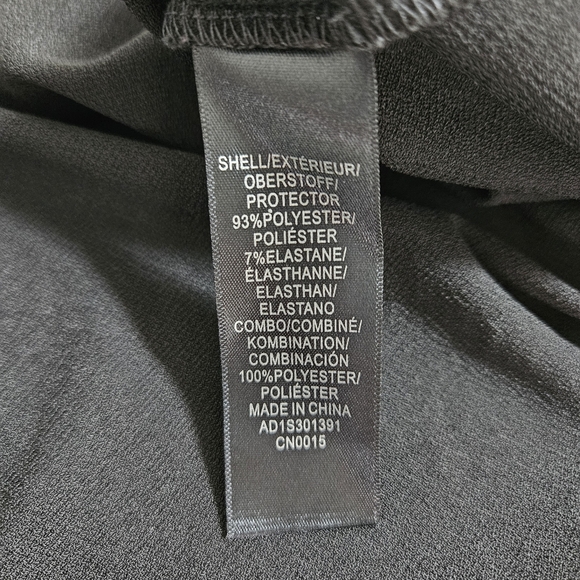 SHELL/EXTÉRIEUR/
OBERSTOFF/
PROTECTOR
93%POLYESTER/
POLIÉSTER
7%ELASTANE/
ÉLASTHANNE/
ELASTHAN/
ELASTANO
COMBO/COMBINÉ/
KOMBINATION/
COMBINACIÓN
100%POLYESTER/
POLIÉSTER
MADE IN CHINA
AD1S301391
CN0015